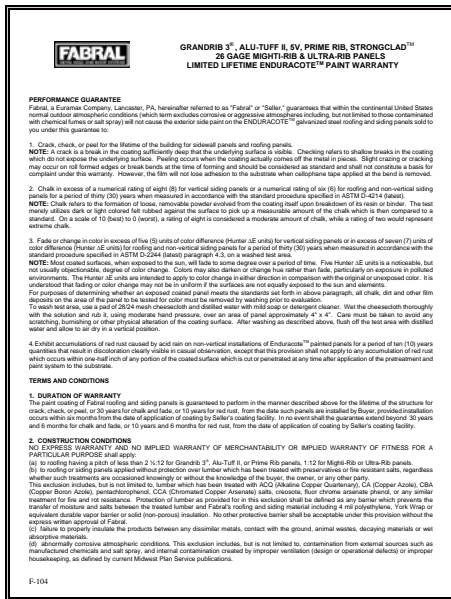 FABRAL
GRANDRIB 3®, ALU-TUFF II, 5V, PRIME RIB, STRONGCLAD™
26 GAGE MIGHTI-RIB & ULTRA-RIB PANELS
LIMITED LIFETIME ENDURACOTE™ PAINT WARRANTY
PERFORMANCE GUARANTEE
Fabral, a Euramax Company, Lancaster, PA, hereinafter referred to as "Fabral" or "Seller," guarantees that within the continental United States
normal outdoor atmospheric conditions (which term excludes corrosive or aggressive atmospheres including, but not limited to those contaminated
with chemical fumes or salt spray) will not cause the exterior side paint on the ENDURACOTE™ galvanized steel roofing and siding panels sold to
you under this guarantee to:
1. Crack, check, or peel for the lifetime of the building for sidewall panels and roofing panels.
NOTE: A crack is a break in the coating sufficiently deep that the underlying surface is visible. Checking refers to shallow breaks in the coating
which do not expose the underlying surface. Peeling occurs when the coating actually comes off the metal in pieces. Slight crazing or cracking
may occur on roll formed edges or break bends at the time of forming and should be considered as standard and shall not constitute a basis for
complaint under this warranty. However, the film will not lose adhesion to the substrate when cellophane tape applied at the bend is removed.
2. Chalk in excess of a numerical rating of eight (8) for vertical siding panels or a numerical rating of six (6) for roofing and non-vertical siding
panels for a period of thirty (30) years when measured in accordance with the standard procedure specified in ASTM D-4214 (latest).
NOTE: Chalk refers to the formation of loose, removable powder evolved from the coating itself upon breakdown of its resin or binder. The test
merely utilizes dark or light colored felt rubbed against the surface to pick up a measurable amount of the chalk which is then compared to a
standard. On a scale of 10 (best) to 0 (worst), a rating of eight is considered a moderate amount of chalk, while a rating of two would represent
extreme chalk.
3. Fade or change in color in excess of five (5) units of color difference (Hunter ΔE units) for vertical siding panels or in excess of seven (7) units of
color difference (Hunter ΔE units) for roofing and non-vertical siding panels for a period of thirty (30) years when measured in accordance with the
standard procedure specified in ASTM D-2244 (latest) paragraph 4.3, on a washed test area.
NOTE: Most coated surfaces, when exposed to the sun, will fade to some degree over a period of time. Five Hunter ΔE units is a noticeable, but
not usually objectionable, degree of color change. Colors may also darken or change hue rather than fade, particularly on exposure in polluted
environments. The Hunter ΔE units are intended to apply to color change in either direction in comparison with the original or unexposed color. It is
understood that fading or color changing may not be in uniform if the surfaces are not equally exposed to the sun and elements.
For purposes of determining whether an exposed coated panel meets the standards set forth in above paragraph, all chalk, dirt and other film
deposits on the area of the panel to be tested for color must be removed by washing prior to evaluation.
To wash test area, use a pad of 28/24 mesh cheesecloth and distilled water with mild soap or detergent cleaner. Wet the cheesecloth thoroughly
with the solution and rub it, using moderate hand pressure, over an area of panel approximately 4" x 4". Care must be taken to avoid any
scratching, burnishing or other physical alteration of the coating surface. After washing as described above, flush off the test area with distilled
water and allow to air dry in a vertical position.
4.Exhibit accumulations of red rust caused by acid rain on non-vertical installations of Enduracote™ painted panels for a period of ten (10) years
quantities that result in discoloration clearly visible in casual observation, except that this provision shall not apply to any accumulation of red rust
which occurs within one-half inch of any portion of the coated surface which is cut or penetrated at any time after application of the pretreatment and
paint system to the substrate.
TERMS AND CONDITIONS
1. DURATION OF WARRANTY
The paint coating of Fabral roofing and siding panels is guaranteed to perform in the manner described above for the lifetime of the structure for
crack, check, or peel, or 30 years for chalk and fade, or 10 years for red rust, from the date such panels are installed by Buyer, provided installation
occurs within six months from the date of application of coating by Seller's coating facility. In no event shall the guarantee extend beyond 30 years
and 6 months for chalk and fade, or 10 years and 6 months for red rust, from the date of application of coating by Seller's coating facility.
2. CONSTRUCTION CONDITIONS
NO EXPRESS WARRANTY AND NO IMPLIED WARRANTY OF MERCHANTABILITY OR IMPLIED WARRANTY OF FITNESS FOR A
PARTICULAR PURPOSE shall apply:
(a) to roofing having a pitch of less than 2 ½:12 for Grandrib 3®, Alu-Tuff II, or Prime Rib panels, 1:12 for Mighti-Rib or Ultra-Rib panels.
(b) to roofing or siding panels applied without protection over lumber which has been treated with preservatives or fire resistant salts, regardless
whether such treatments are occasioned knowingly or without the knowledge of the buyer, the owner, or any other party.
This exclusion includes, but is not limited to, lumber which has been treated with ACQ (Alkaline Copper Quartenary), CA (Copper Azole), CBA
(Copper Boron Azole), pentachlorophenol, CCA (Chromated Copper Arsenate) salts, creosote, fluor chrome arsenate phenol, or any similar
treatment for fire and rot resistance. Protection of lumber as provided for in this exclusion shall be defined as any barrier which prevents the
transfer of moisture and salts between the treated lumber and Fabral's roofing and siding material including 4 mil polyethylene, York Wrap or
equivalent durable vapor barrier or solid (non-porous) insulation. No other protective barrier shall be acceptable under this provision without the
express written approval of Fabral.
(c) failure to properly insulate the products between any dissimilar metals, contact with the ground, animal wastes, decaying materials or wet
absorptive materials.
(d) abnormally corrosive atmospheric conditions. This exclusion includes, but is not limited to, contamination from external sources such as
manufactured chemicals and salt spray, and internal contamination created by improper ventilation (design or operational defects) or improper
housekeeping, as defined by current Midwest Plan Service publications.
F-104